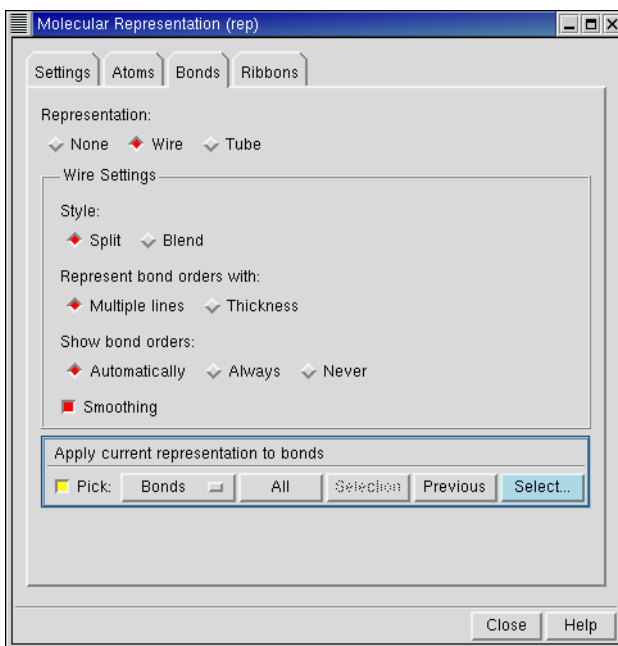 Molecular Representation (rep)
Settings Atoms Bonds Ribbons
Representation:
None Wire Tube
Wire Settings
Style:
Split Blend
Represent bond orders with:
Multiple lines Thickness
Show bond orders:
Automatically Always Never
Smoothing
Apply current representation to bonds
Pick: Bonds All Selection Previous Select...
Close Help